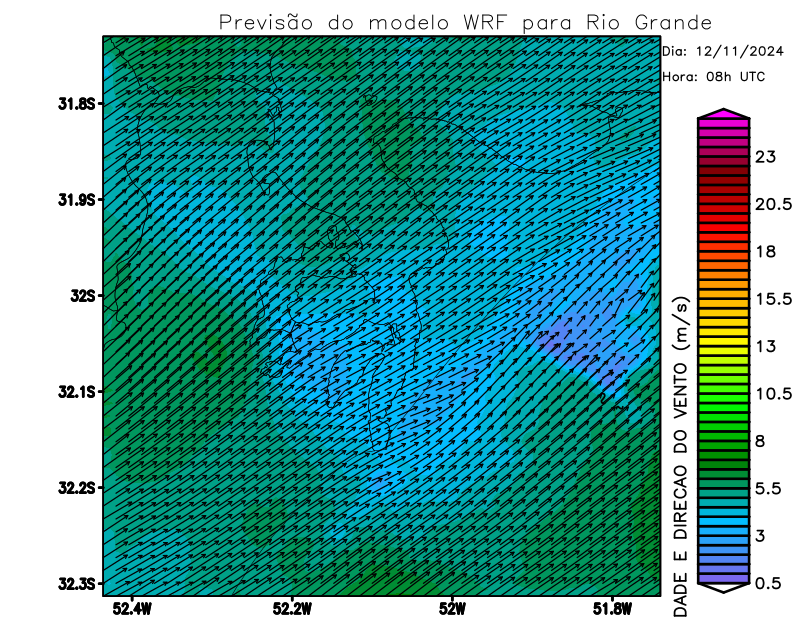 Previsão do modelo WRF para Rio Grande
Dia: 12/11/2024
Hora: 08h UTC
31.8S
31.9S
32S
32.1S
32.2S
32.3S
52.4W
52.2W
52W
51.8W
23
20.5
18
15.5
13
10.5
8
5.5
3
0.5
DADE E DIRECAO DO VENTO (m/s)